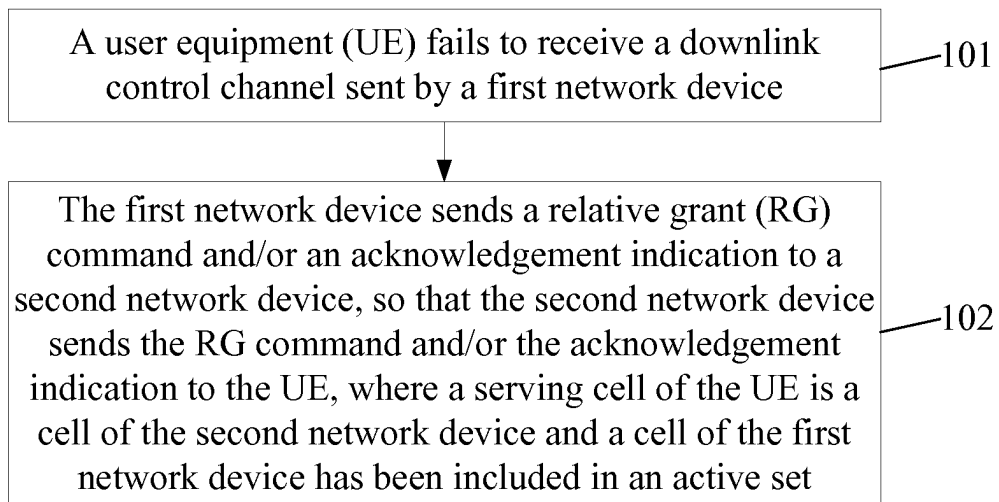 A user equipment (UE) fails to receive a downlink
control channel sent by a first network device
101
The first network device sends a relative grant (RG)
command and/or an acknowledgement indication to a
second network device, so that the second network device
sends the RG command and/or the acknowledgement
indication to the UE, where a serving cell of the UE is a
cell of the second network device and a cell of the first
network device has been included in an active set
102